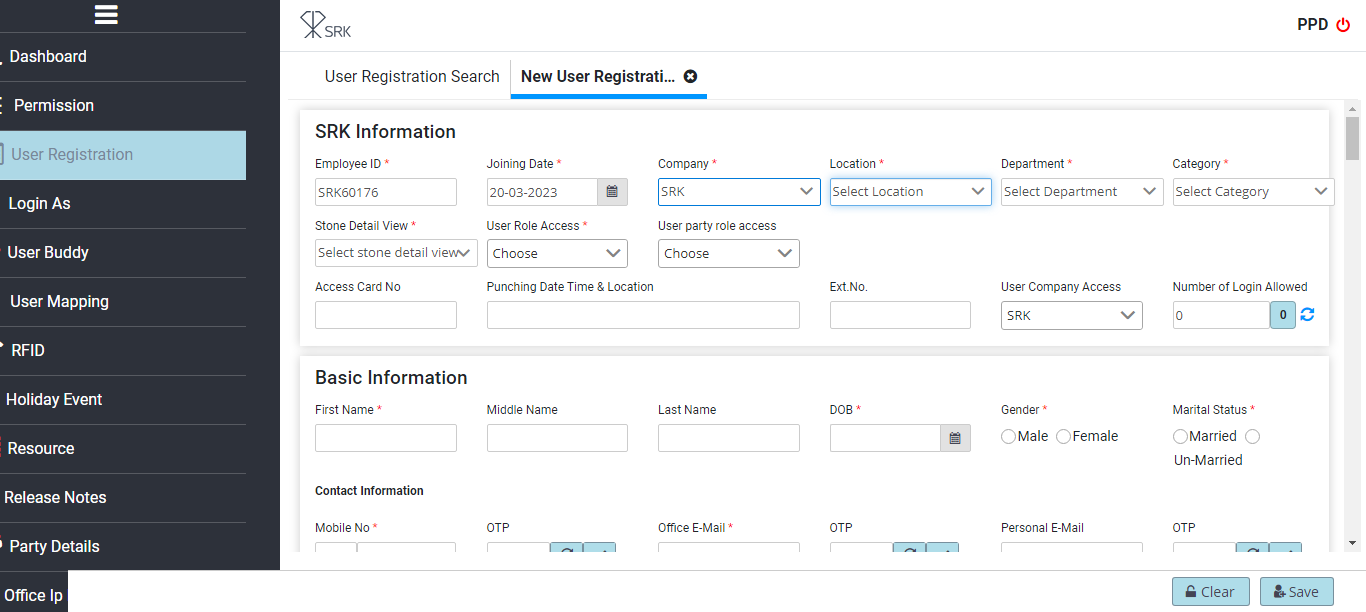 SRK
PPD
Dashboard
Permission
User Registration
Login As
User Buddy
User Mapping
RFID
Holiday Event
Resource
Release Notes
Party Details
Office Ip
User Registration Search
New User Registrati...
SRK Information
Employee ID * Joining Date * Company * Location * Department * Category *
SRK60176 20-03-2023 SRK Select Location Select Department Select Category
Stone Detail View * User Role Access * User party role access
Select stone detail view Choose Choose
Access Card No Punching Date Time & Location Ext.No. User Company Access Number of Login Allowed
SRK 0 0
Basic Information
First Name * Middle Name Last Name DOB * Gender * Marital Status *
Male Female Married
Un-Married
Contact Information
Mobile No * OTP Office E-Mail * OTP Personal E-Mail OTP
Clear Save